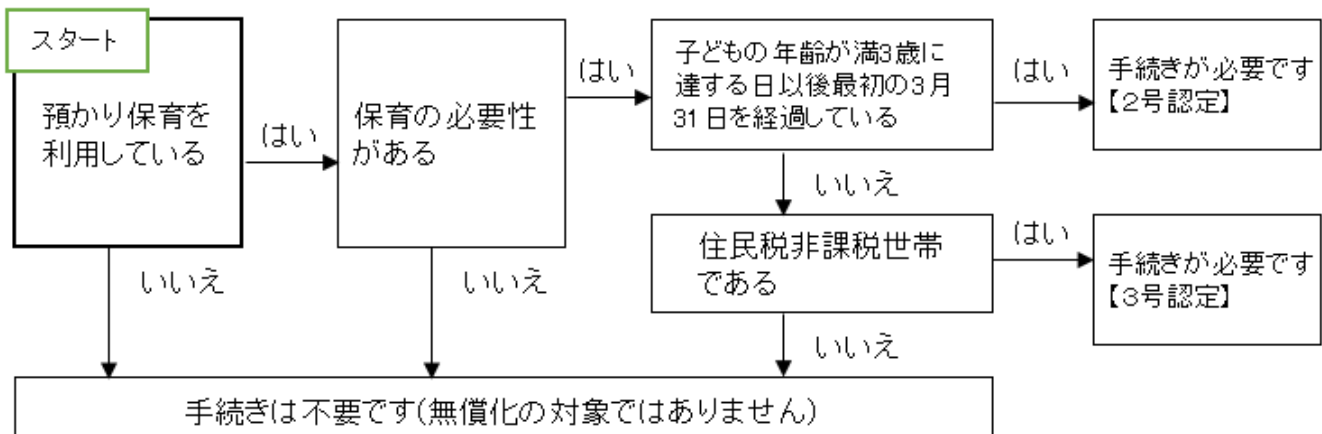 スタート
預かり保育を
利用している
はい
いいえ
保育の必要性
がある
はい
いいえ
子どもの年齢が満3歳に
達する日以後最初の3月
31日を経過している
はい
いいえ
手続きが必要です
【2号認定】
住民税非課税世帯
である
はい
いいえ
手続きが必要です
【3号認定】
手続きは不要です(無償化の対象ではありません)